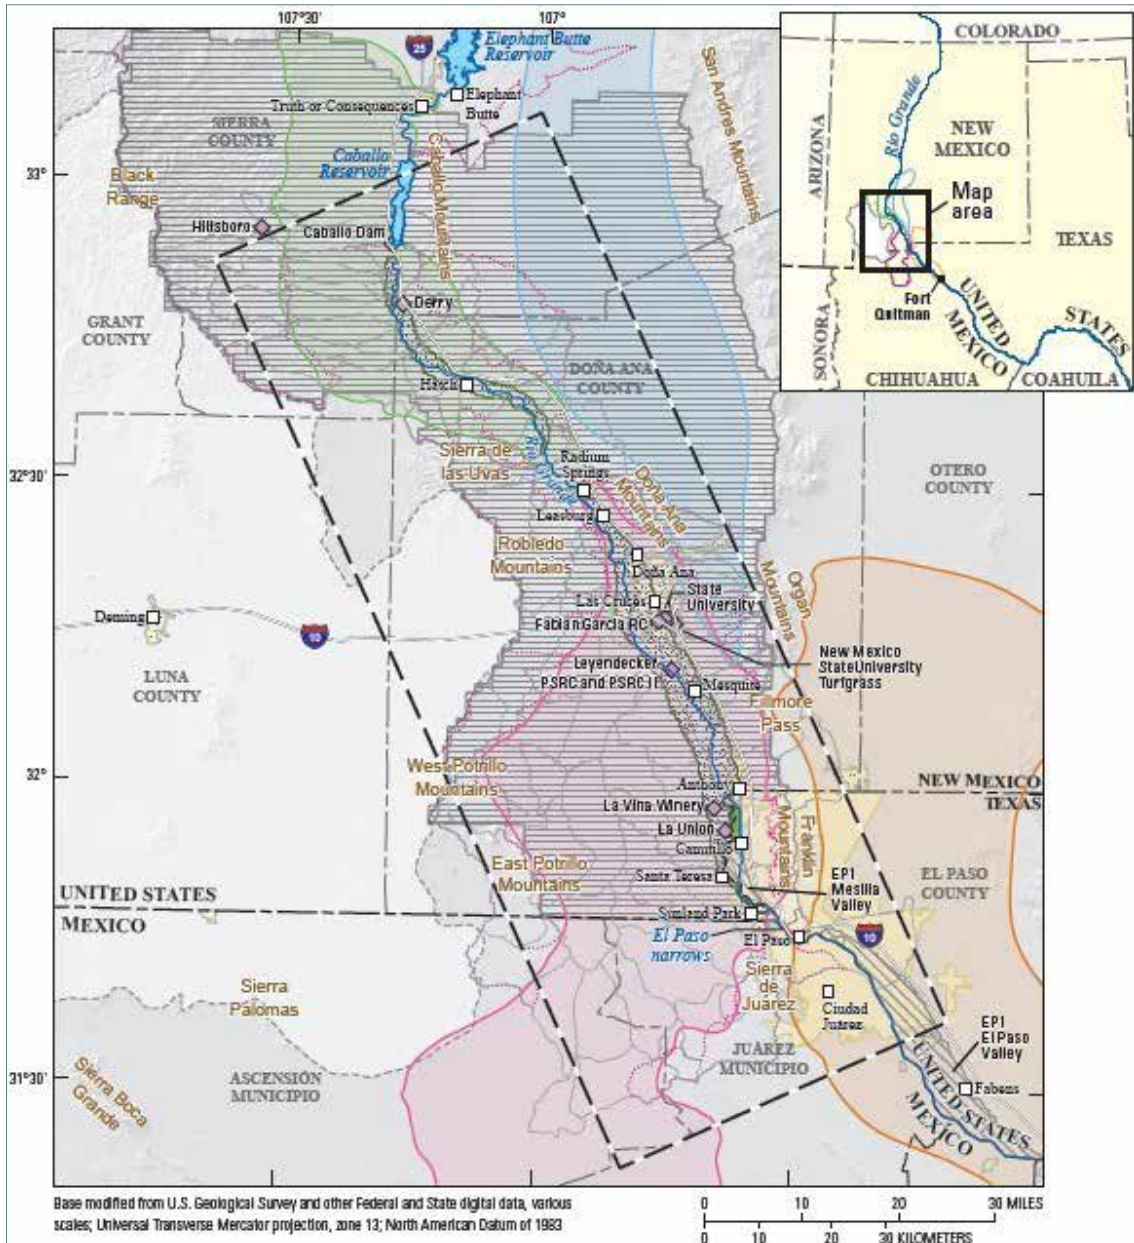 107°30'
107°
25
Elephant Butte
Reservoir
Truth or Consequences
Elephant
Butte
SIERRA
COUNTY
San Andres Mountains
33°
Caballo
Reservoir
Caballo Mountains
Black
Range
Hillsboro
Caballo Dam
Derry
GRANT
COUNTY
DOÑA ANA
COUNTY
Hatch
Sierra de
las Uvas
Rio Grande
Radium
Springs
Doña Ana
Mountains
32°30'
OTERO
COUNTY
Leasburg
Robledo
Mountains
Doña Ana
Organ
Mountains
State
University
Las Cruces
Fabian Garcia RC
Deming
10
New Mexico
State University
Turfgrass
Leyendecker
PSRC and PSRC II
Mesquite
LUNA
COUNTY
Fillmore
Pass
32°
West Potrillo
Mountains
Anthony
NEW MEXICO
TEXAS
La Vina Winery
La Union
Canutillo
Franklin
Mountains
East Potrillo
Mountains
Santa Teresa
EP1
Mesilla
Valley
EL PASO
COUNTY
UNITED STATES
MEXICO
Sunland Park
El Paso
narrows
El Paso
10
Sierra
Palomas
Sierra
de
Juárez
Ciudad
Juárez
EP1
El Paso
Valley
31°30'
ASCENSIÓN
MUNICIPIO
JUÁREZ
MUNICIPIO
Sierra Boca
Grande
Fabens
UNITED STATES
MEXICO
COLORADO
ARIZONA
Rio Grande
NEW
MEXICO
Map
area
TEXAS
Fort
Quitman
SONORA
UNITED STATES
MEXICO
CHIHUAHUA
COAHUILA
Base modified from U.S. Geological Survey and other Federal and State digital data, various
scales; Universal Transverse Mercator projection, zone 13; North American Datum of 1983
0 10 20 30 MILES
0 10 20 30 KILOMETERS